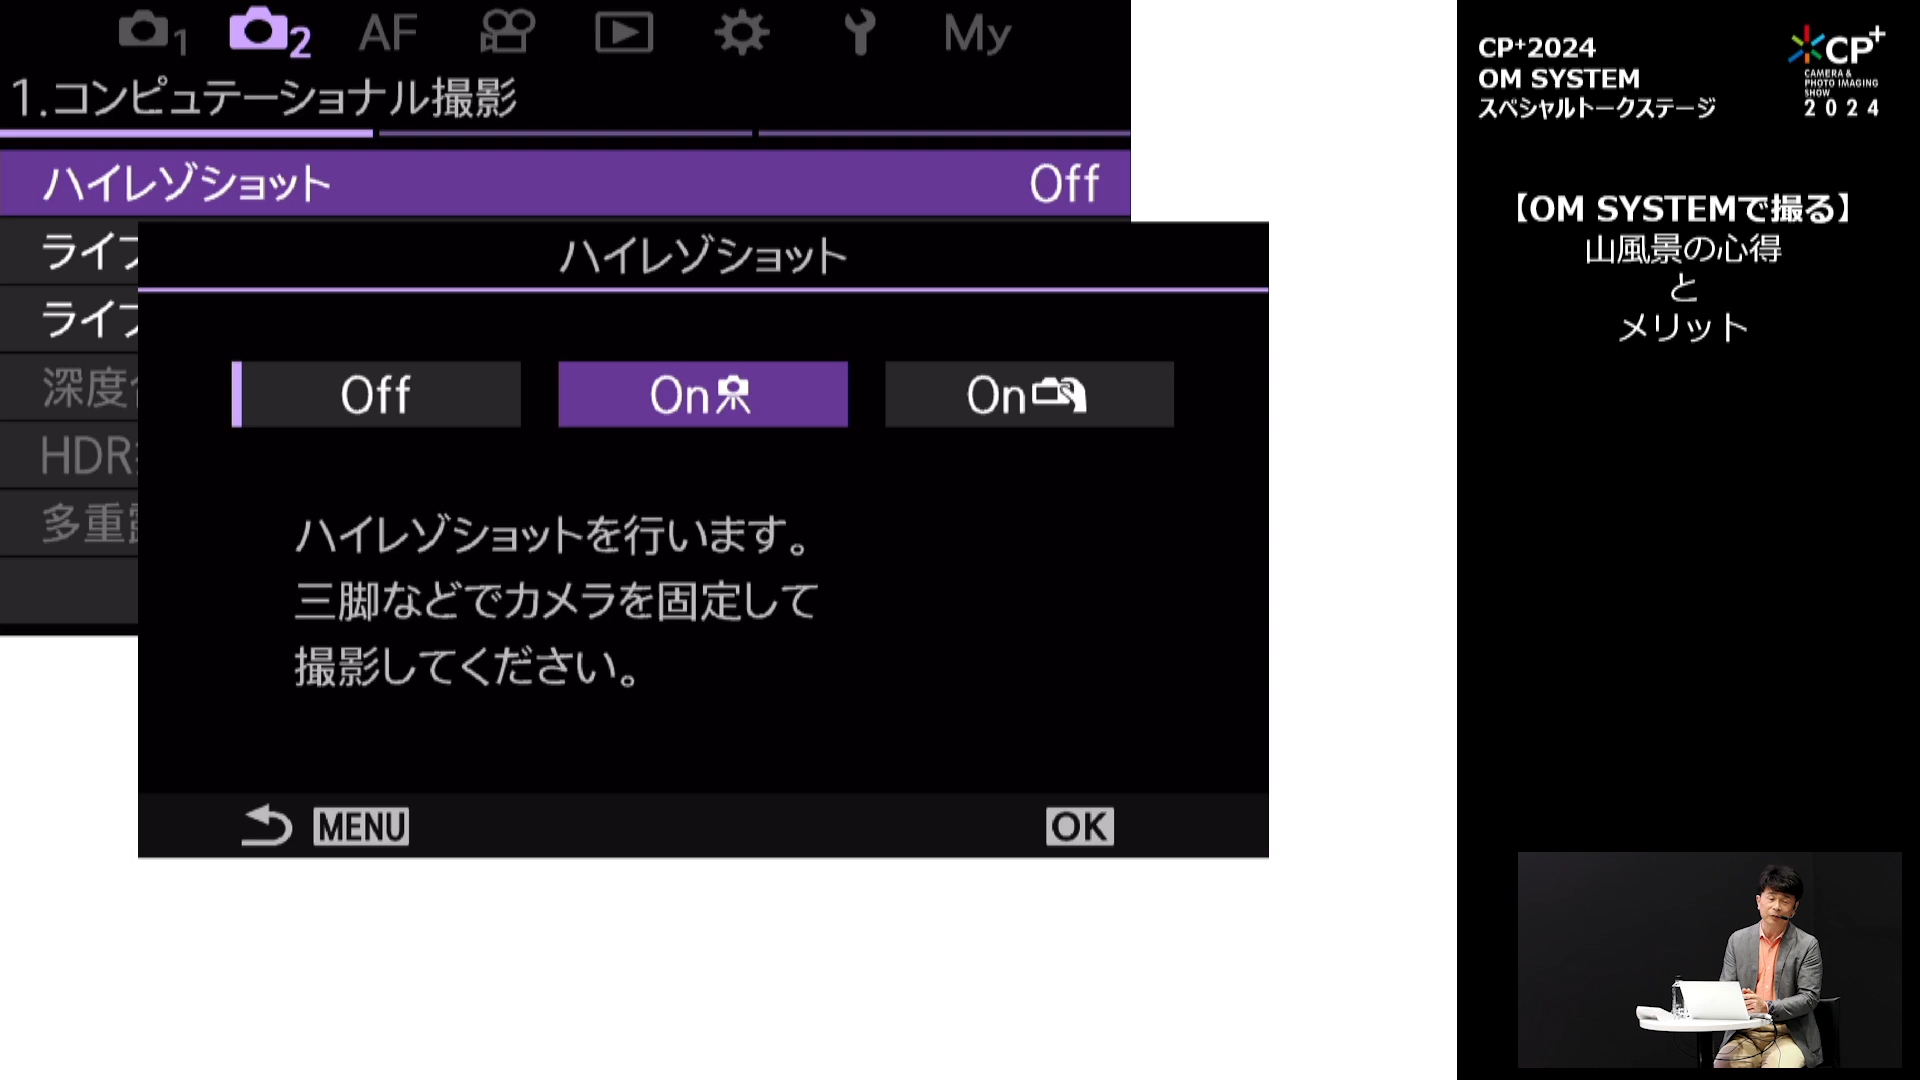 1 2 AF My
1.コンピュテーショナル撮影
ハイレゾショット Off
ライブ
ライブ
深度合
HDR
多重露
ハイレゾショット
Off On On
ハイレゾショットを行います。
三脚などでカメラを固定して
撮影してください。
MENU OK
CP+2024
OM SYSTEM
スペシャルトークステージ
CP+
CAMERA &
PHOTO IMAGING
SHOW
2024
【OM SYSTEMで撮る】
山風景の心得
と
メリット